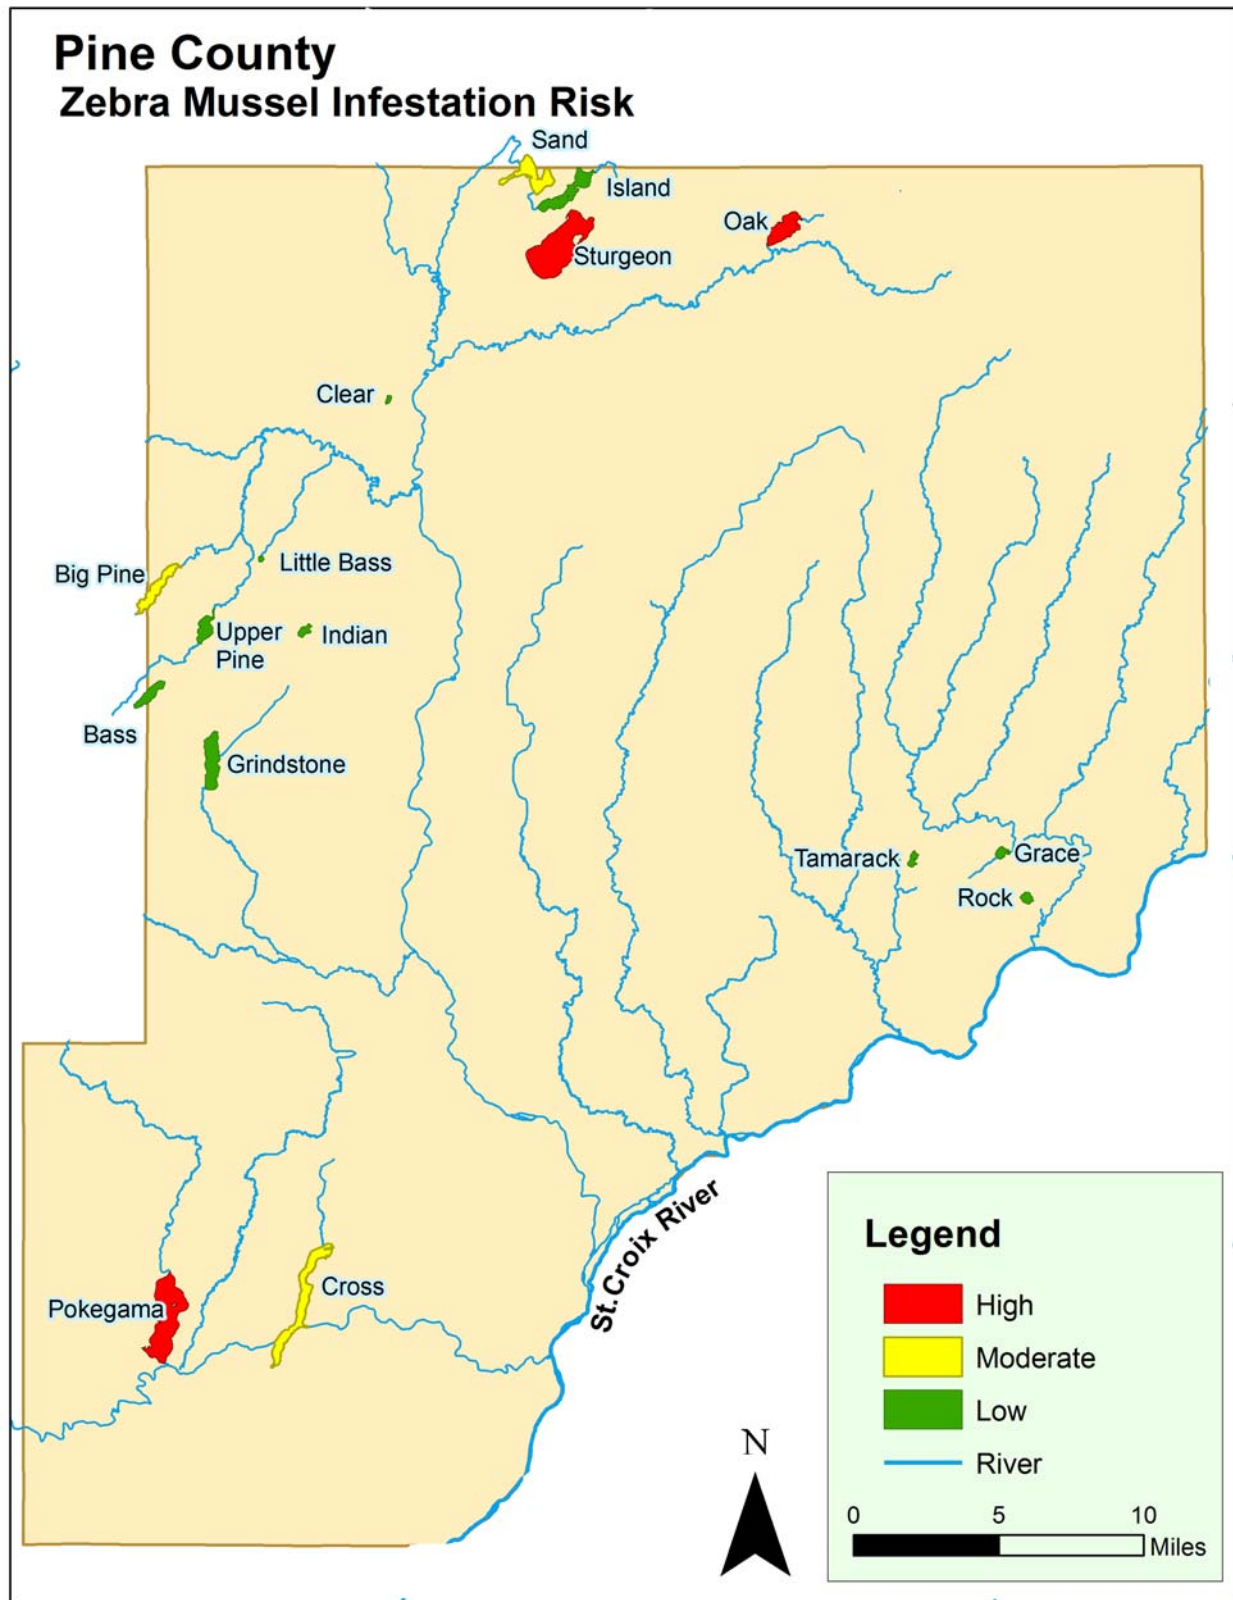 Pine County
Zebra Mussel Infestation Risk
Sand
Island
Oak
Sturgeon
Clear
Little Bass
Big Pine
Upper
Pine
Indian
Bass
Grindstone
Tamarack
Grace
Rock
St.Croix River
Cross
Pokegama
Legend
High
Moderate
Low
River
0 5 10
Miles
N